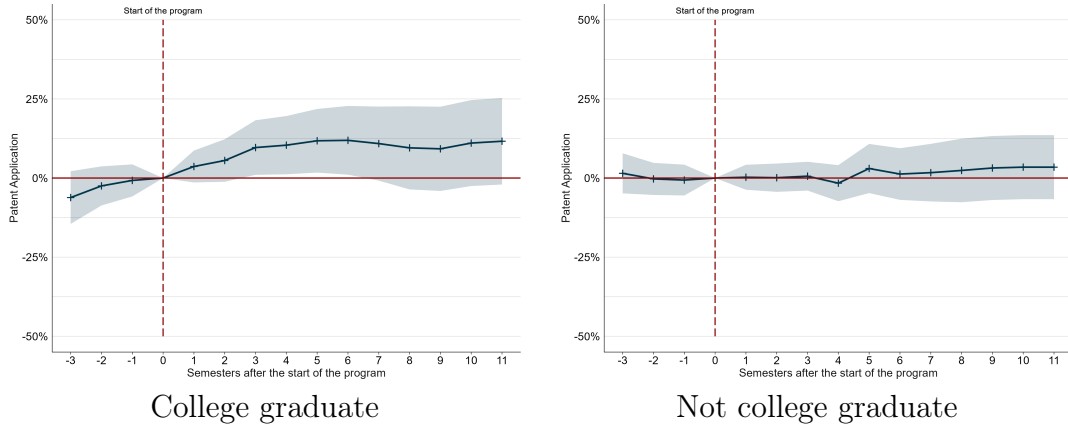 Start of the program
50%
25%
0%
-25%
-50%
Patent Application
-3 -2 -1 0 1 2 3 4 5 6 7 8 9 10 11
Semesters after the start of the program
College graduate
Start of the program
50%
25%
0%
-25%
-50%
Patent Application
-3 -2 -1 0 1 2 3 4 5 6 7 8 9 10 11
Semesters after the start of the program
Not college graduate